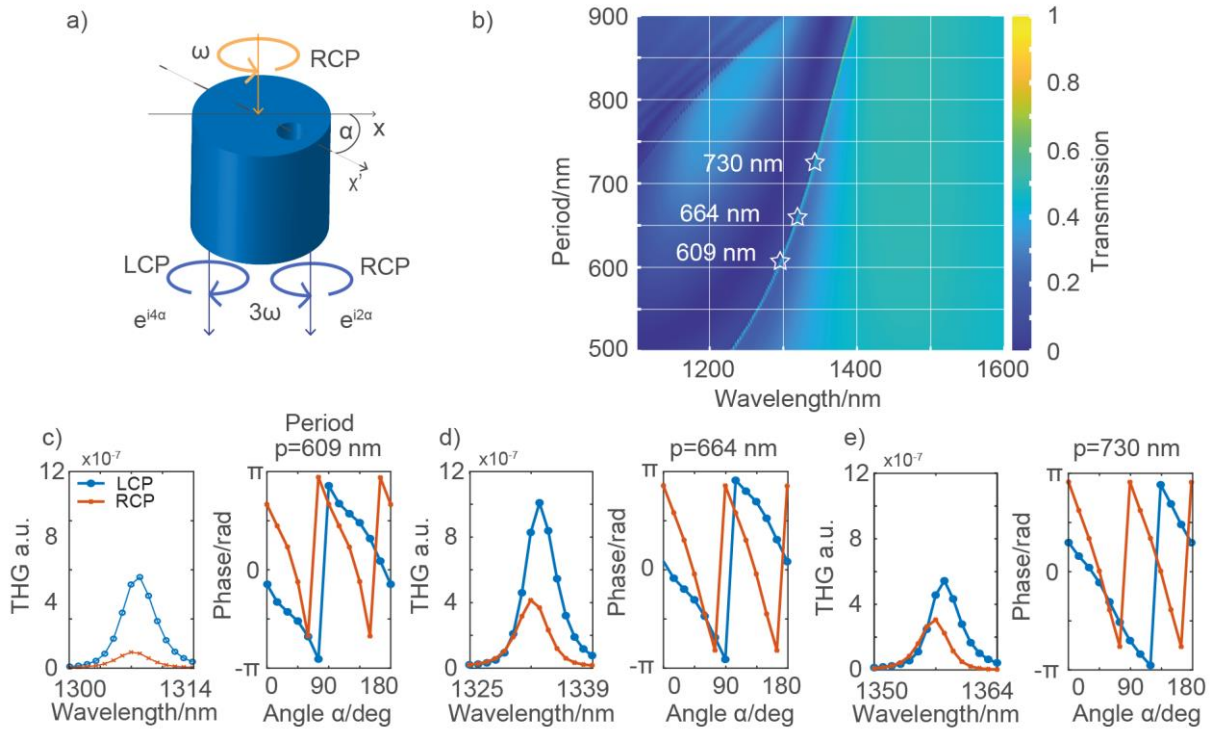 a)
ω
RCP
x
α
x'
LCP
RCP
3ω
e^{i4α}
e^{i2α}
b)
900
800
700
600
500
Period/nm
730 nm
664 nm
609 nm
1200
1400
1600
Wavelength/nm
1
0.8
0.6
0.4
0.2
0
Transmission
c)
Period
p=609 nm
x10^{-7}
12
8
4
0
THG a.u.
LCP
RCP
1300
1314
Wavelength/nm
π
0
-π
Phase/rad
0
90
180
Angle α/deg
d)
p=664 nm
x10^{-7}
12
8
4
0
THG a.u.
1325
1339
Wavelength/nm
π
0
-π
Phase/rad
0
90
180
Angle α/deg
e)
p=730 nm
x10^{-7}
12
8
4
0
THG a.u.
1350
1364
Wavelength/nm
π
0
-π
Phase/rad
0
90
180
Angle α/deg